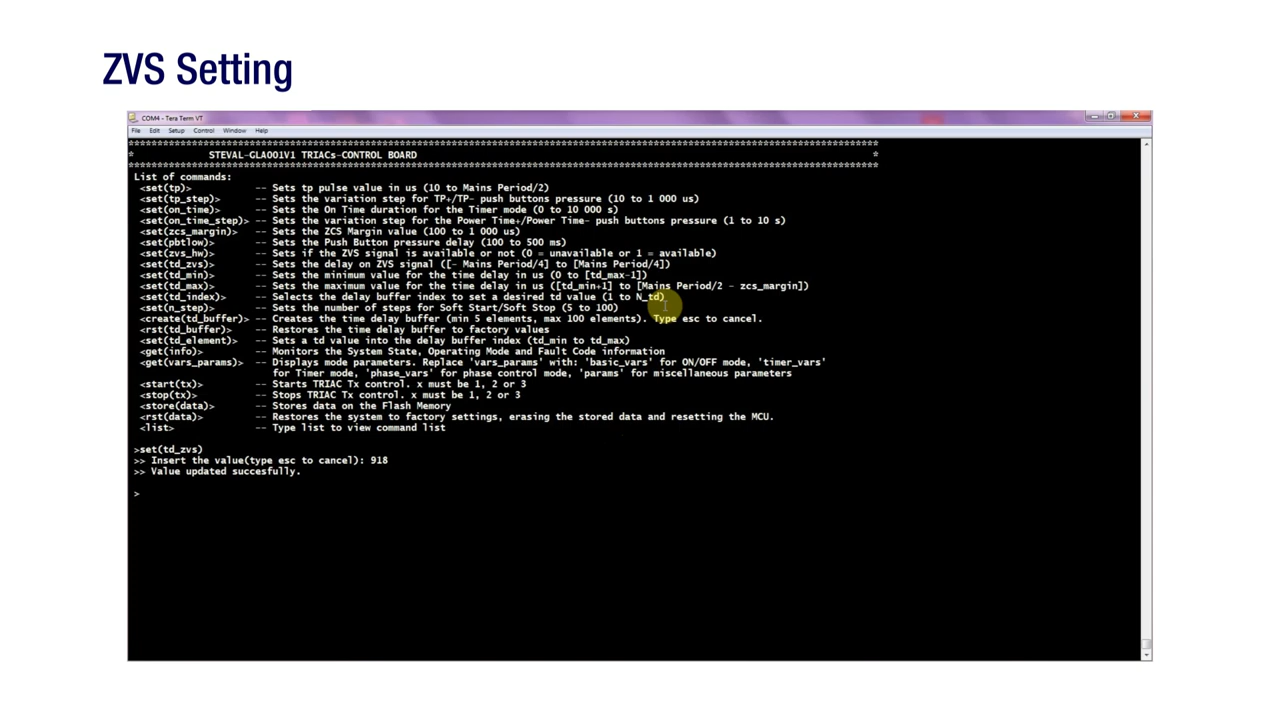 ZVS Setting
COM4 - Tera Term VT
File Edit Setup Control Window Help
*******************************************************************************************************************************
* STEVAL-GLA001V1 TRIACs-CONTROL BOARD *
*******************************************************************************************************************************
List of commands:
<set(tp)> -- Sets tp pulse value in us (10 to Mains Period/2)
<set(tp_step)> -- Sets the variation step for TP+/TP- push buttons pressure (10 to 1 000 us)
<set(on_time)> -- Sets the On Time duration for the Timer mode (0 to 10 000 s)
<set(on_time_step)> -- Sets the variation step for the Power Time+/Power Time- push buttons pressure (1 to 10 s)
<set(zcs_margin)> -- Sets the ZCS Margin value (100 to 1 000 us)
<set(pbtlow)> -- Sets the Push Button pressure delay (100 to 500 ms)
<set(zvs_hw)> -- Sets if the ZVS signal is available or not (0 = unavailable or 1 = available)
<set(td_zvs)> -- Sets the delay on ZVS signal ([- Mains Period/4] to [Mains Period/4])
<set(td_min)> -- Sets the minimum value for the time delay in us (0 to [td_max-1])
<set(td_max)> -- Sets the maximum value for the time delay in us ([td_min+1] to [Mains Period/2 - zcs_margin])
<set(td_index)> -- Selects the delay buffer index to set a desired td value (1 to N_td)
<set(n_step)> -- Sets the number of steps for Soft Start/Soft Stop (5 to 100)
<create(td_buffer)> -- Creates the time delay buffer (min 5 elements, max 100 elements). Type esc to cancel.
<rst(td_buffer)> -- Restores the time delay buffer to factory values
<set(td_element)> -- Sets a td value into the delay buffer index (td_min to td_max)
<get(info)> -- Monitors the System State, Operating Mode and Fault Code information
<get(vars_params)> -- Displays mode parameters. Replace 'vars_params' with: 'basic_vars' for ON/OFF mode, 'timer_vars'
for Timer mode, 'phase_vars' for phase control mode, 'params' for miscellaneous parameters
<start(tx)> -- Starts TRIAC Tx control. x must be 1, 2 or 3
<stop(tx)> -- Stops TRIAC Tx control. x must be 1, 2 or 3
<store(data)> -- Stores data on the Flash Memory
<rst(data)> -- Restores the system to factory settings, erasing the stored data and resetting the MCU.
<list> -- Type list to view command list
>set(td_zvs)
>> Insert the value(type esc to cancel): 918
>> Value updated succesfully.
>